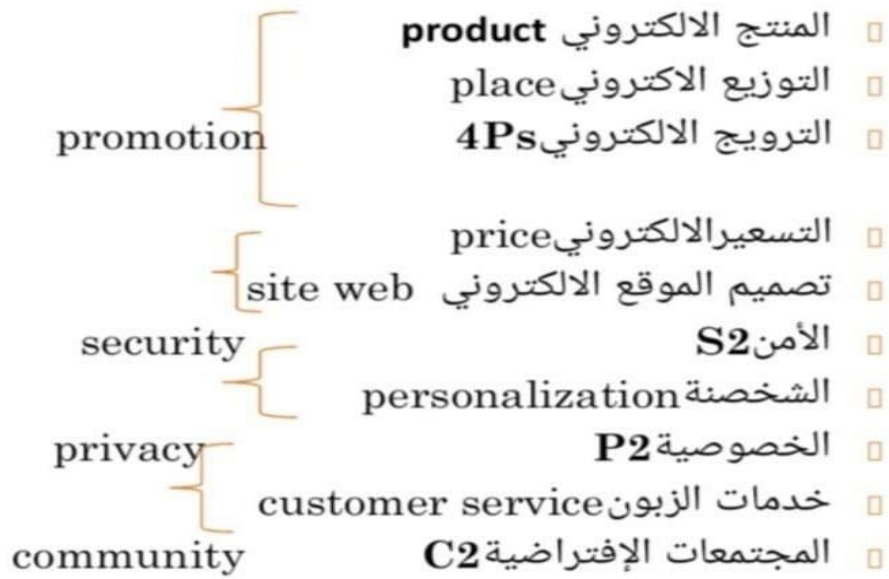 المنتج الالكتروني product
التوزيع الاكتروني place
الترويج الالكتروني 4Ps promotion
التسعيرالالكتروني price
تصميم الموقع الالكتروني site web
الأمن S2 security
الشخصنة personalization
الخصوصية P2 privacy
خدمات الزبون customer service
المجتمعات الإفتراضية C2 community